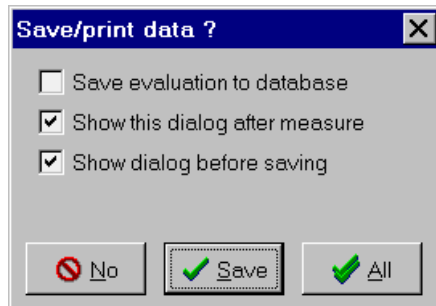 Save/print data ?
Save evaluation to database
Show this dialog after measure
Show dialog before saving
No
Save
All